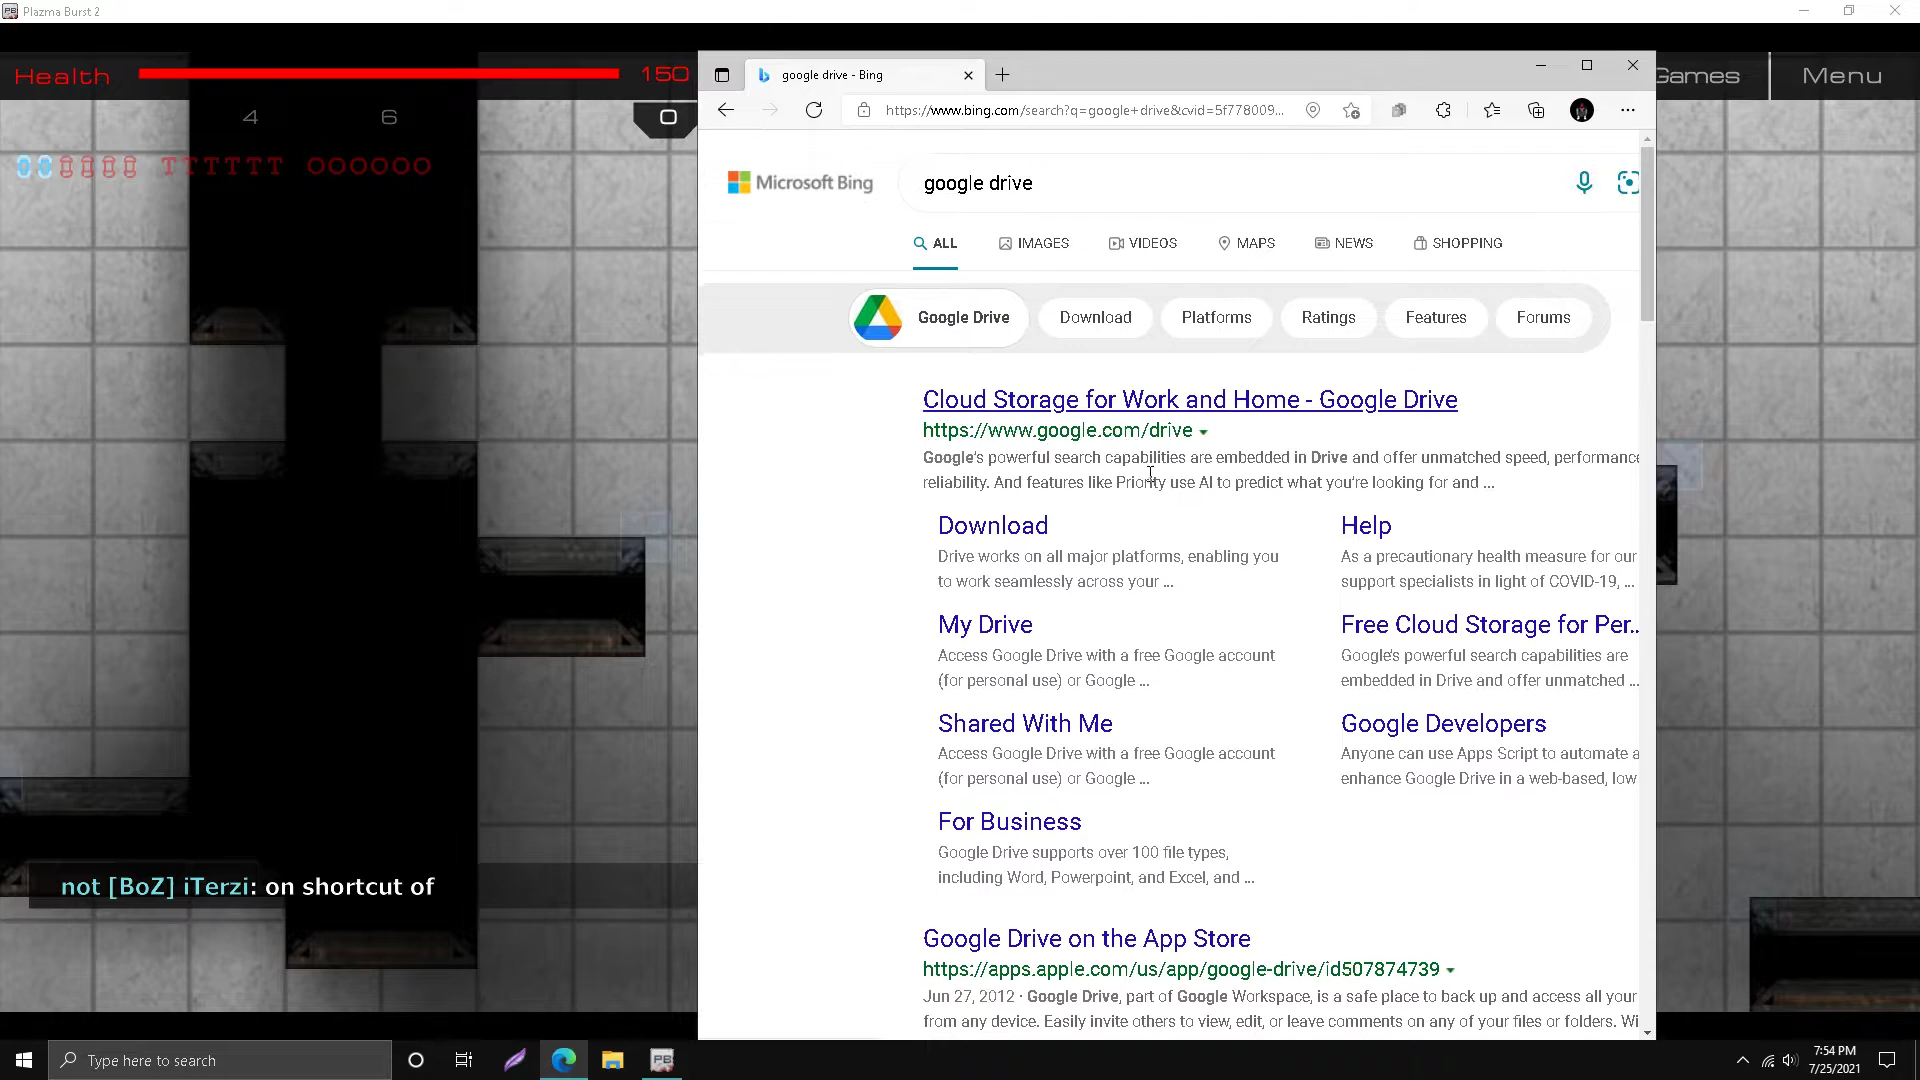 Plazma Burst 2
Health 150
Games Menu
4 6
0
TTTTTT OOOOOO
google drive - Bing
https://www.bing.com/search?q=google+drive&cvid=5f778009...
Microsoft Bing
google drive
ALL IMAGES VIDEOS MAPS NEWS SHOPPING
Google Drive Download Platforms Ratings Features Forums
Cloud Storage for Work and Home - Google Drive
https://www.google.com/drive
Google's powerful search capabilities are embedded in Drive and offer unmatched speed, performance
reliability. And features like Priority use AI to predict what you're looking for and ...
Download
Drive works on all major platforms, enabling you
to work seamlessly across your ...
Help
As a precautionary health measure for our
support specialists in light of COVID-19, ...
My Drive
Access Google Drive with a free Google account
(for personal use) or Google ...
Free Cloud Storage for Per..
Google's powerful search capabilities are
embedded in Drive and offer unmatched ...
Shared With Me
Access Google Drive with a free Google account
(for personal use) or Google ...
Google Developers
Anyone can use Apps Script to automate a
enhance Google Drive in a web-based, low
For Business
Google Drive supports over 100 file types,
including Word, Powerpoint, and Excel, and ...
Google Drive on the App Store
https://apps.apple.com/us/app/google-drive/id507874739
Jun 27, 2012 · Google Drive, part of Google Workspace, is a safe place to back up and access all your
from any device. Easily invite others to view, edit, or leave comments on any of your files or folders. Wi
not [BoZ] iTerzi: on shortcut of
Type here to search
PB
7:54 PM
7/25/2021